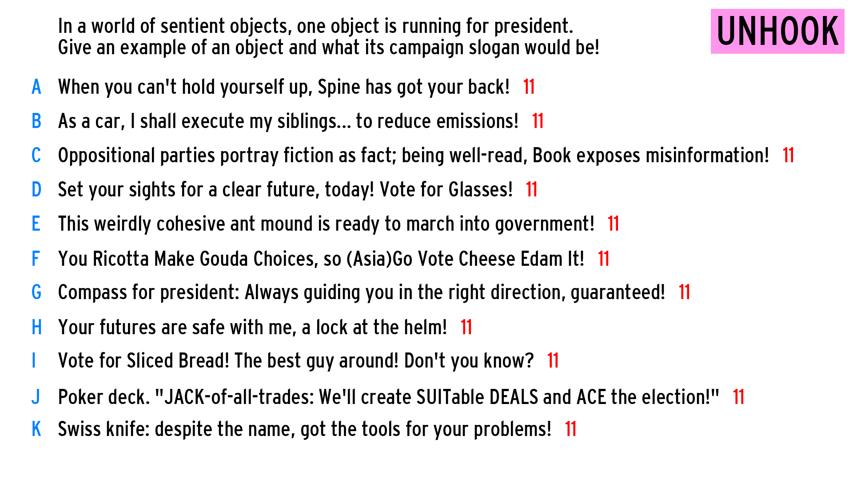 In a world of sentient objects, one object is running for president.
Give an example of an object and what its campaign slogan would be!
UNHOOK
A When you can't hold yourself up, Spine has got your back! 11
B As a car, I shall execute my siblings... to reduce emissions! 11
C Oppositional parties portray fiction as fact; being well-read, Book exposes misinformation! 11
D Set your sights for a clear future, today! Vote for Glasses! 11
E This weirdly cohesive ant mound is ready to march into government! 11
F You Ricotta Make Gouda Choices, so (Asia)Go Vote Cheese Edam It! 11
G Compass for president: Always guiding you in the right direction, guaranteed! 11
H Your futures are safe with me, a lock at the helm! 11
I Vote for Sliced Bread! The best guy around! Don't you know? 11
J Poker deck. "JACK-of-all-trades: We'll create SUITable DEALS and ACE the election!" 11
K Swiss knife: despite the name, got the tools for your problems! 11